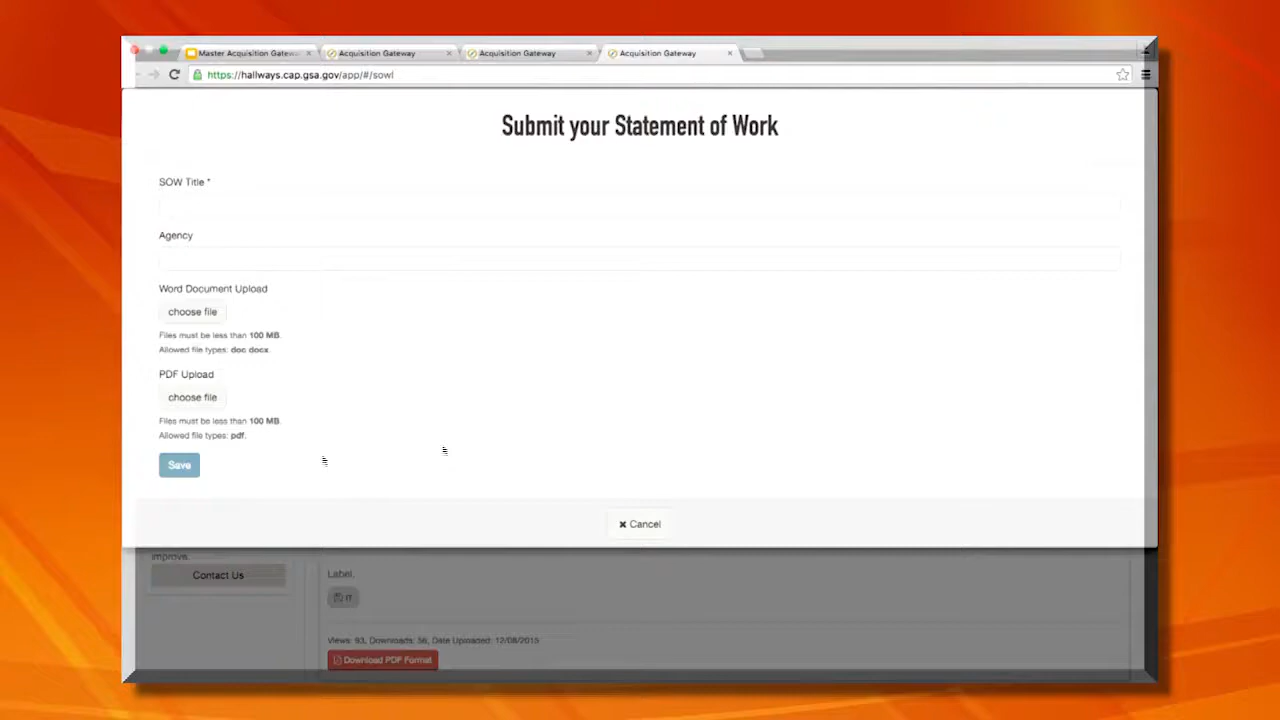 Master Acquisition Gatew
Acquisition Gateway
Acquisition Gateway
Acquisition Gateway
https://hallways.cap.gsa.gov/app/#/sowl
Submit your Statement of Work
SOW Title *
Agency
Word Document Upload
choose file
Files must be less than 100 MB.
Allowed file types: doc docx.
PDF Upload
choose file
Files must be less than 100 MB.
Allowed file types: pdf.
Save
Cancel
improve.
Contact Us
Label.
IT
Views: 93, Downloads: 56, Date Uploaded: 12/08/2015
Download PDF Format